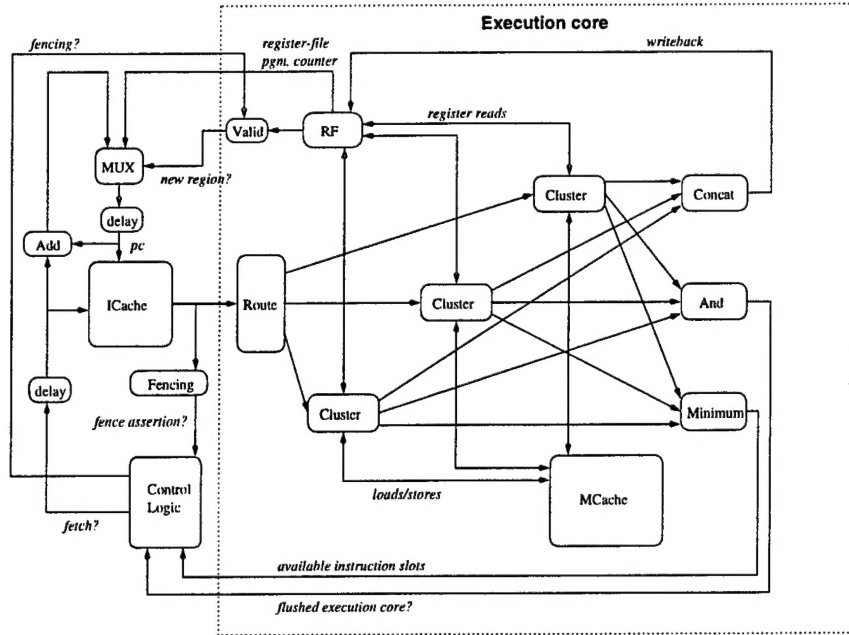 Execution core
fencing?
register-file
pgm. counter
writeback
Valid
RF
register reads
MUX
new region?
Cluster
Concat
delay
Add
pc
ICache
Route
Cluster
And
delay
Fencing
Cluster
Minimum
fence assertion?
Control
Logic
loads/stores
MCache
fetch?
available instruction slots
flushed execution core?